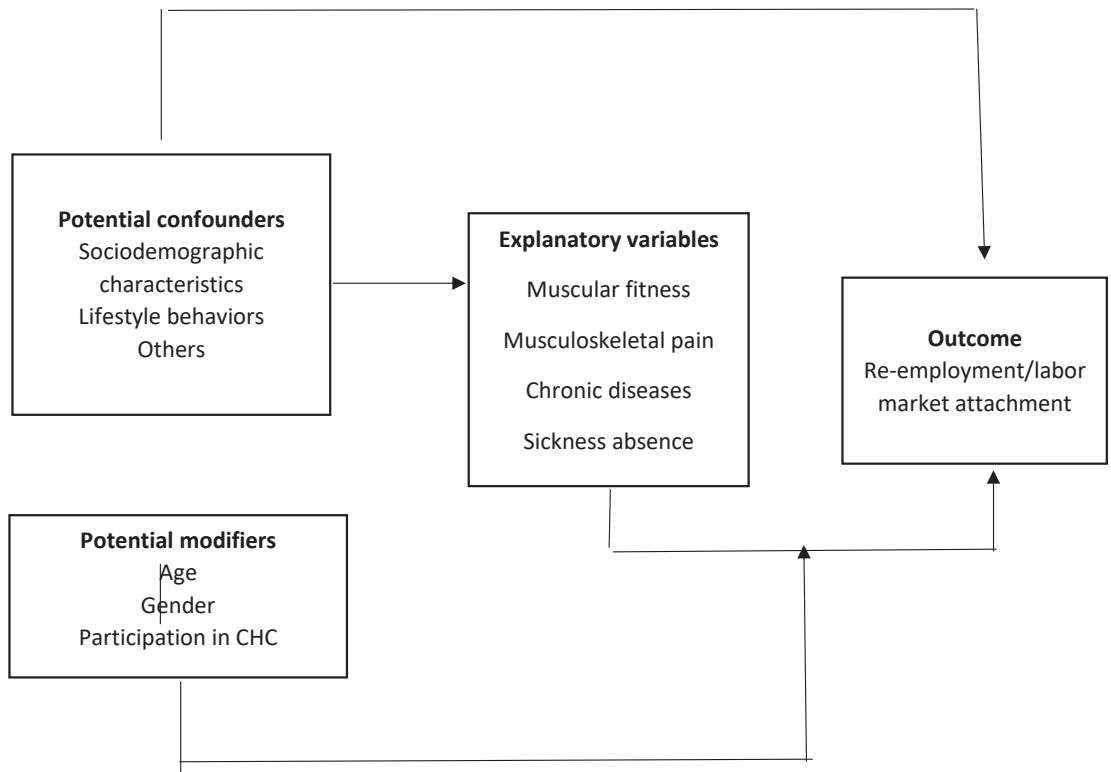 Potential confounders
Sociodemographic
characteristics
Lifestyle behaviors
Others
Explanatory variables
Muscular fitness
Musculoskeletal pain
Chronic diseases
Sickness absence
Outcome
Re-employment/labor
market attachment
Potential modifiers
Age
Gender
Participation in CHC